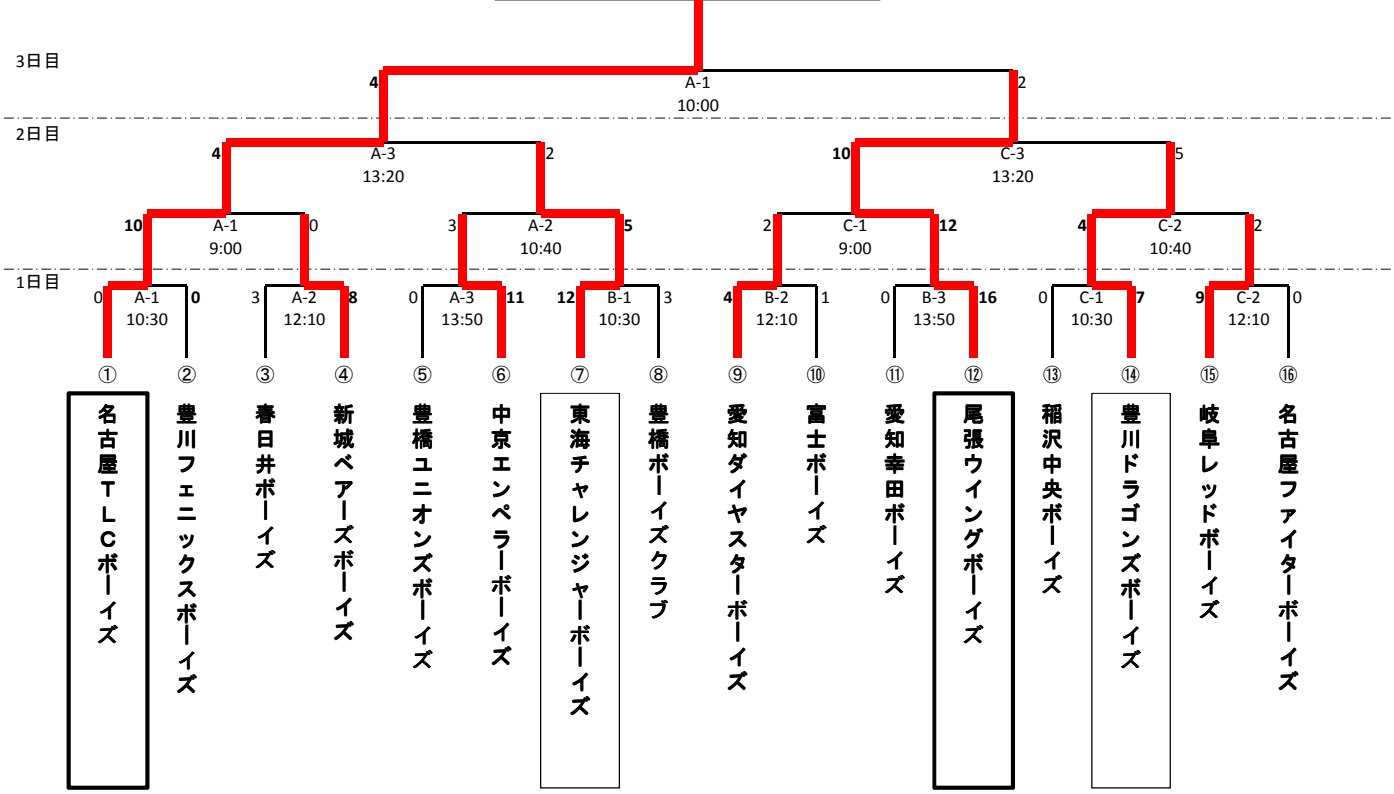 3日目
4 A-1 2
10:00
2日目
4 A-3 2 10 C-3 5
13:20 13:20
10 A-1 0 3 A-2 5 2 C-1 12 4 C-2 2
9:00 10:40 9:00 10:40
1日目
0 A-1 0 3 A-2 8 0 A-3 11 12 B-1 3 4 B-2 1 0 B-3 16 0 C-1 7 9 C-2 0
10:30 12:10 13:50 10:30 12:10 13:50 10:30 12:10
① ② ③ ④ ⑤ ⑥ ⑦ ⑧ ⑨ ⑩ ⑪ ⑫ ⑬ ⑭ ⑮ ⑯
名古屋TLCボーイズ
豊川フェニックスボーイズ
春日井ボーイズ
新城ベアーズボーイズ
豊橋ユニオンズボーイズ
中京エンペラーボーイズ
東海チャレンジャーボーイズ
豊橋ボーイズクラブ
愛知ダイヤスターボーイズ
富士ボーイズ
愛知幸田ボーイズ
尾張ウイングボーイズ
稲沢中央ボーイズ
豊川ドラゴンズボーイズ
岐阜レッドボーイズ
名古屋ファイターボーイズ